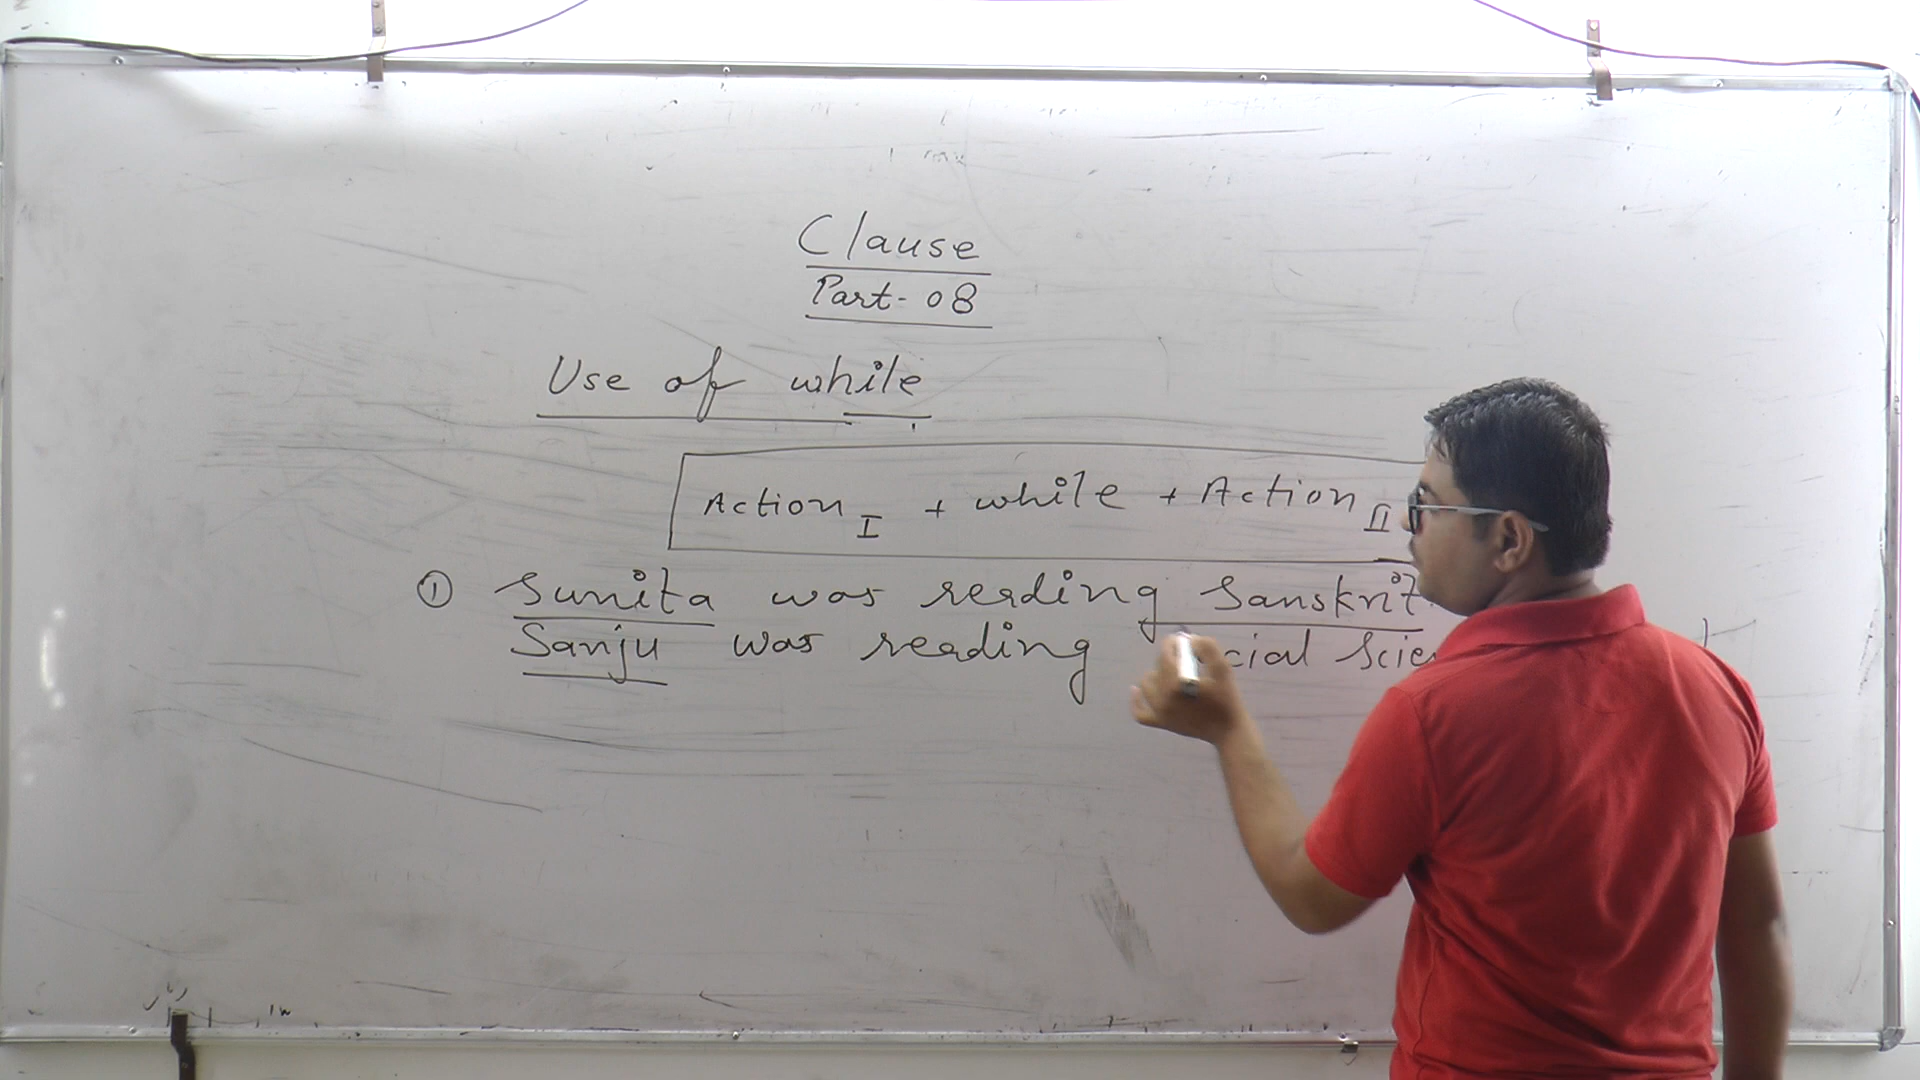 Clause
Part- 08
Use of while
Action I + while + Action II
① Sunita was reading Sanskrit
Sanju was reading